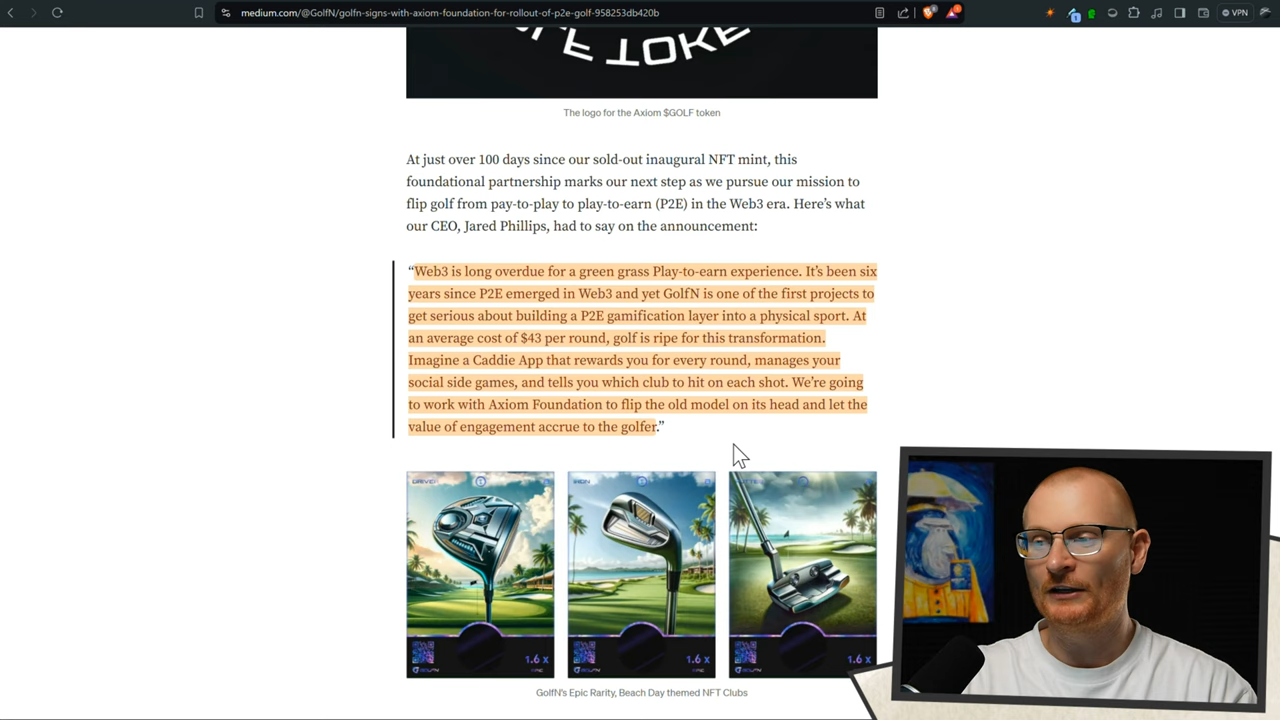 medium.com/@GolfN/golfn-signs-with-axiom-foundation-for-rollout-of-p2e-golf-958253db420b
VPN
LF TOKE
The logo for the Axiom $GOLF token
At just over 100 days since our sold-out inaugural NFT mint, this
foundational partnership marks our next step as we pursue our mission to
flip golf from pay-to-play to play-to-earn (P2E) in the Web3 era. Here’s what
our CEO, Jared Phillips, had to say on the announcement:
“Web3 is long overdue for a green grass Play-to-earn experience. It’s been six
years since P2E emerged in Web3 and yet GolfN is one of the first projects to
get serious about building a P2E gamification layer into a physical sport. At
an average cost of $43 per round, golf is ripe for this transformation.
Imagine a Caddie App that rewards you for every round, manages your
social side games, and tells you which club to hit on each shot. We’re going
to work with Axiom Foundation to flip the old model on its head and let the
value of engagement accrue to the golfer.”
DRIVER
IRON
1.6 x
1.6 x
1.6 x
GOLFN
EPIC
GOLFN
EPIC
GOLFN
GolfN's Epic Rarity, Beach Day themed NFT Clubs